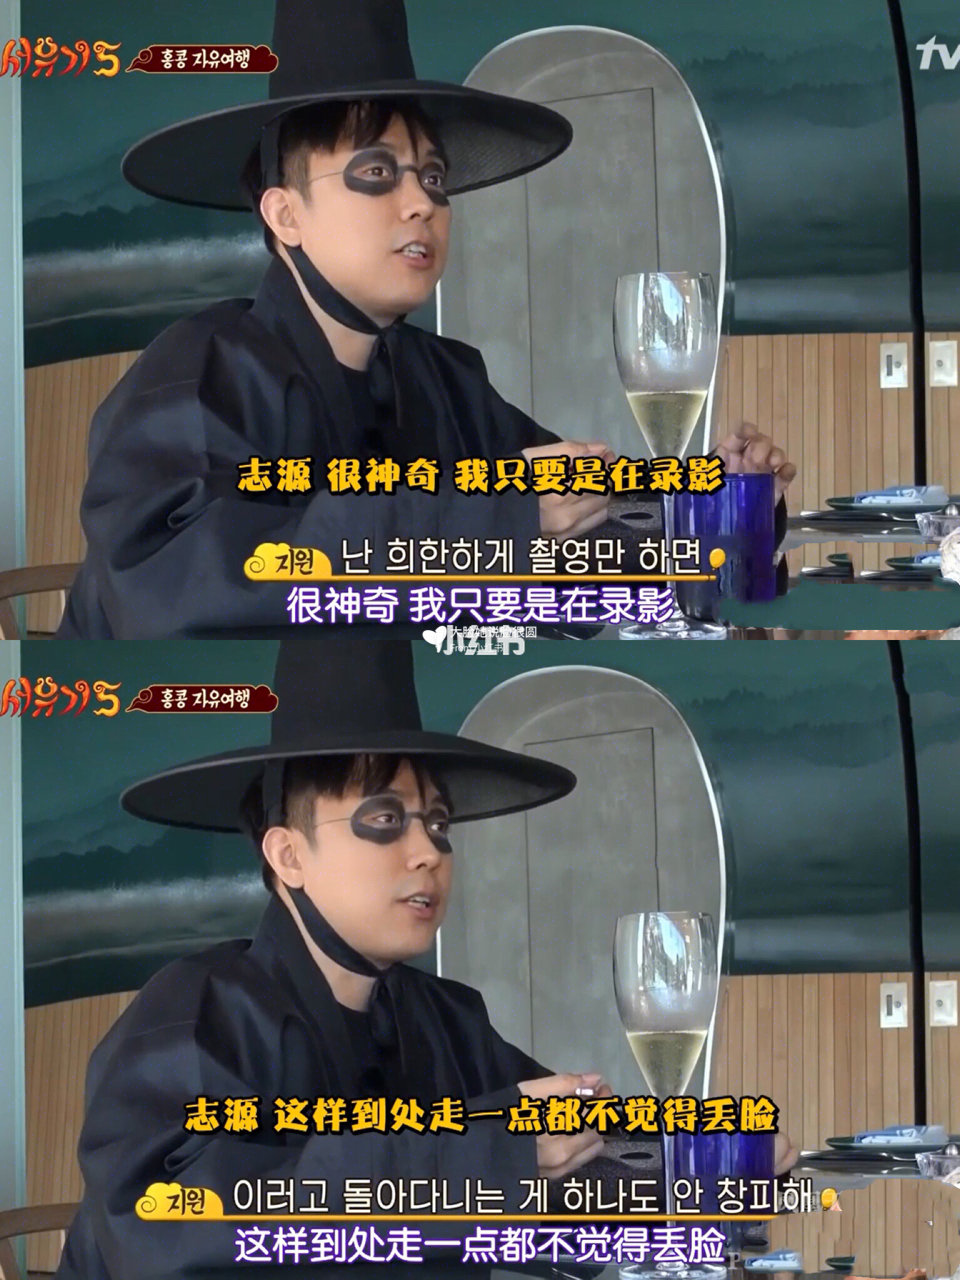 서유기5
홍콩 자유여행
tv
志源 很神奇 我只要是在录影
지원 난 희한하게 촬영만 하면
很神奇 我只要是在录影
小红书
서유기5
홍콩 자유여행
志源 这样到处走一点都不觉得丢脸
지원 이러고 돌아다니는 게 하나도 안 창피해
这样到处走一点都不觉得丢脸